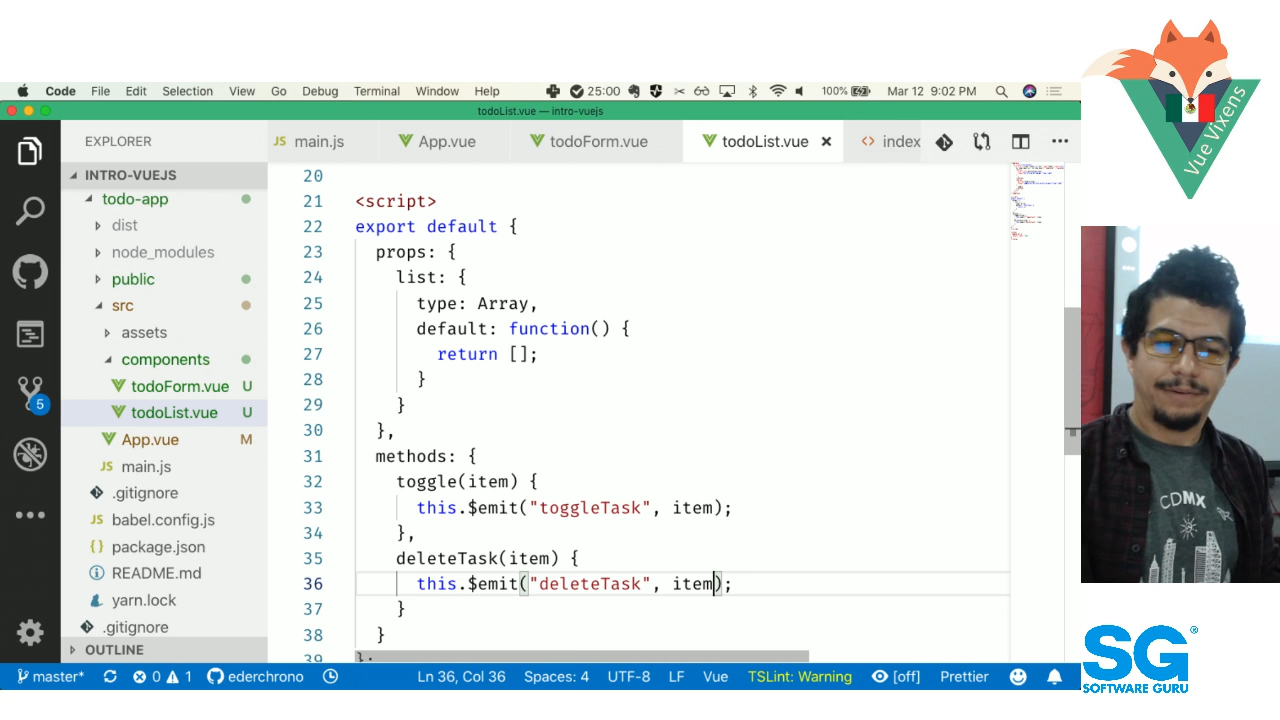 Code File Edit Selection View Go Debug Terminal Window Help 25:00 100% Mar 12 9:02 PM
todoList.vue — intro-vuejs
EXPLORER
JS main.js App.vue todoForm.vue todoList.vue <> index
INTRO-VUEJS
todo-app
dist
node_modules
public
src
assets
components
todoForm.vue U
todoList.vue U
App.vue M
JS main.js
.gitignore
JS babel.config.js
{} package.json
README.md
yarn.lock
.gitignore
OUTLINE
5
20
21 <script>
22 export default {
23 props: {
24 list: {
25 type: Array,
26 default: function() {
27 return [];
28 }
29 }
30 },
31 methods: {
32 toggle(item) {
33 this.$emit("toggleTask", item);
34 },
35 deleteTask(item) {
36 this.$emit("deleteTask", item);
37 }
38 }
39 };
master* 0 1 ederchrono Ln 36, Col 36 Spaces: 4 UTF-8 LF Vue TSLint: Warning [off] Prettier
Vue Vixens
CDMX
SG®
SOFTWARE GURU